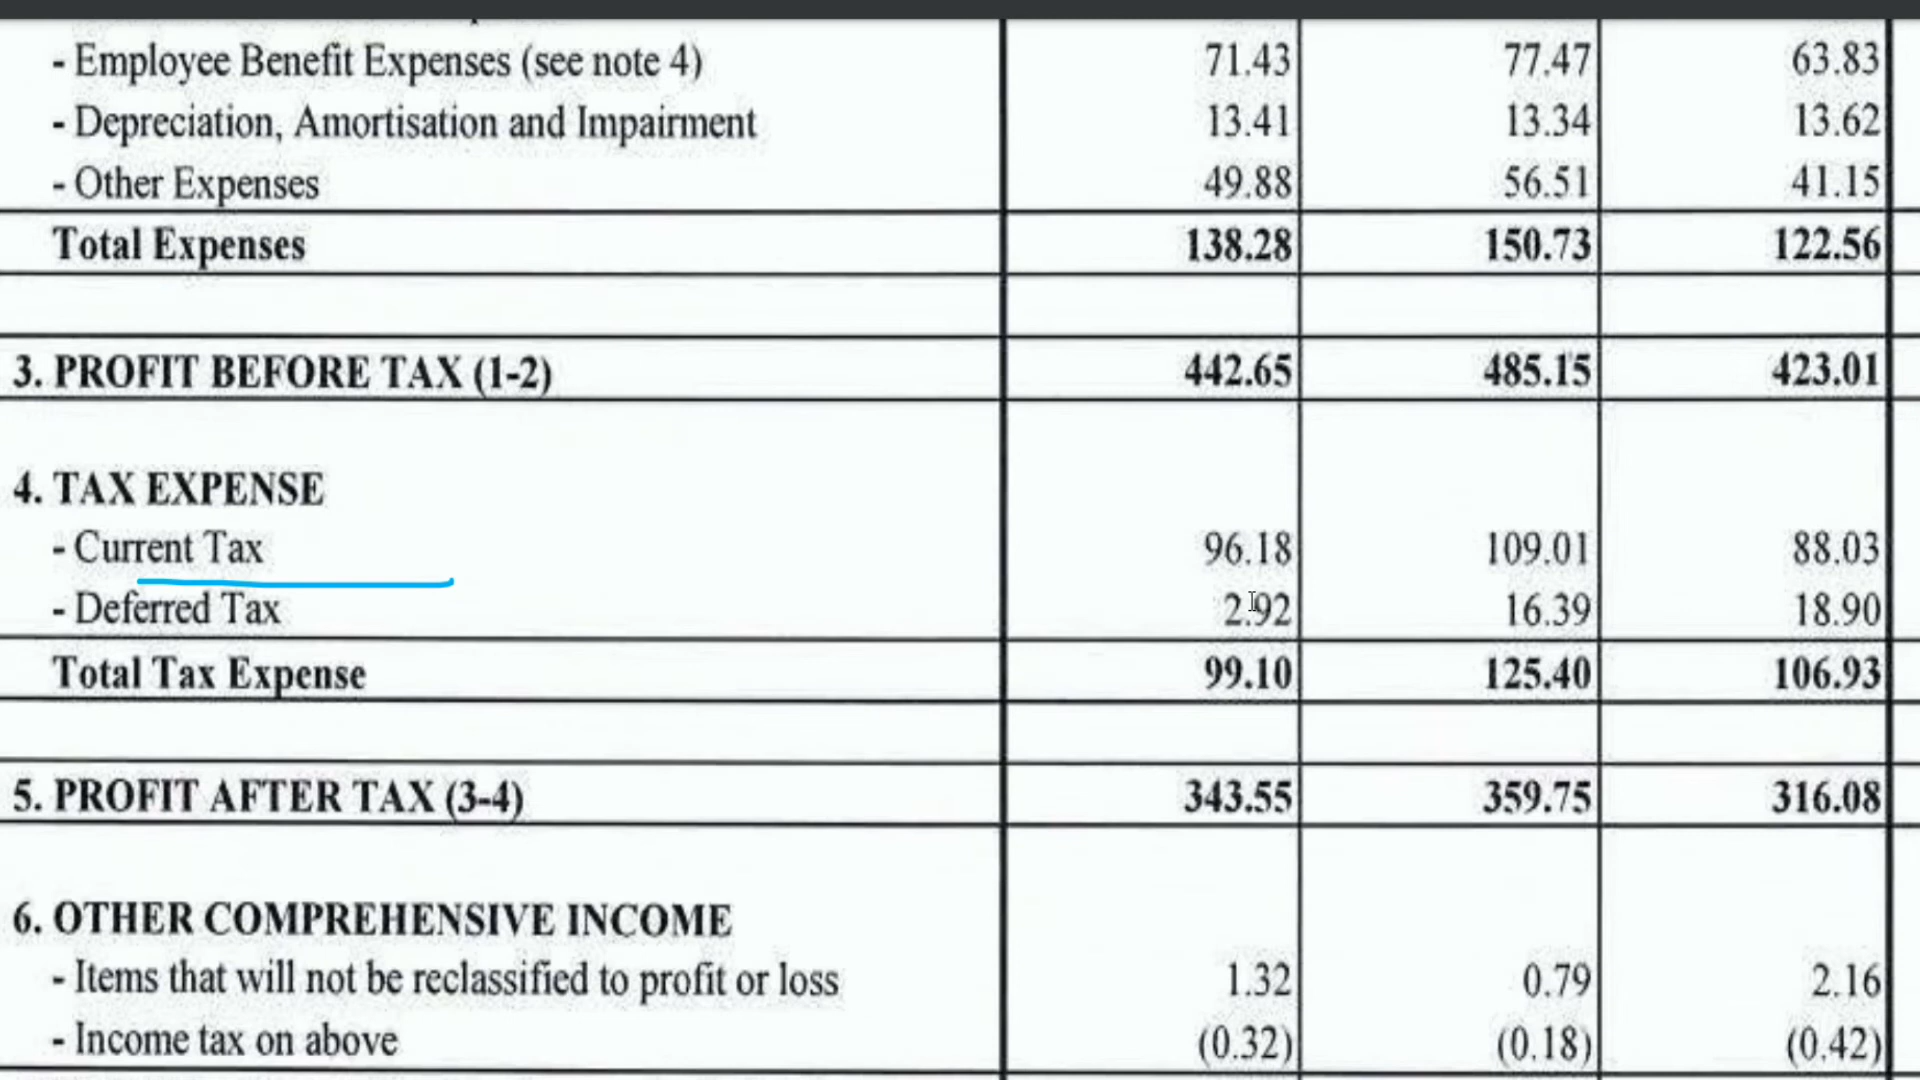 - Employee Benefit Expenses (see note 4) 71.43 77.47 63.83
- Depreciation, Amortisation and Impairment 13.41 13.34 13.62
- Other Expenses 49.88 56.51 41.15
Total Expenses 138.28 150.73 122.56
3. PROFIT BEFORE TAX (1-2) 442.65 485.15 423.01
4. TAX EXPENSE
- Current Tax 96.18 109.01 88.03
- Deferred Tax 2.92 16.39 18.90
Total Tax Expense 99.10 125.40 106.93
5. PROFIT AFTER TAX (3-4) 343.55 359.75 316.08
6. OTHER COMPREHENSIVE INCOME
- Items that will not be reclassified to profit or loss 1.32 0.79 2.16
- Income tax on above (0.32) (0.18) (0.42)